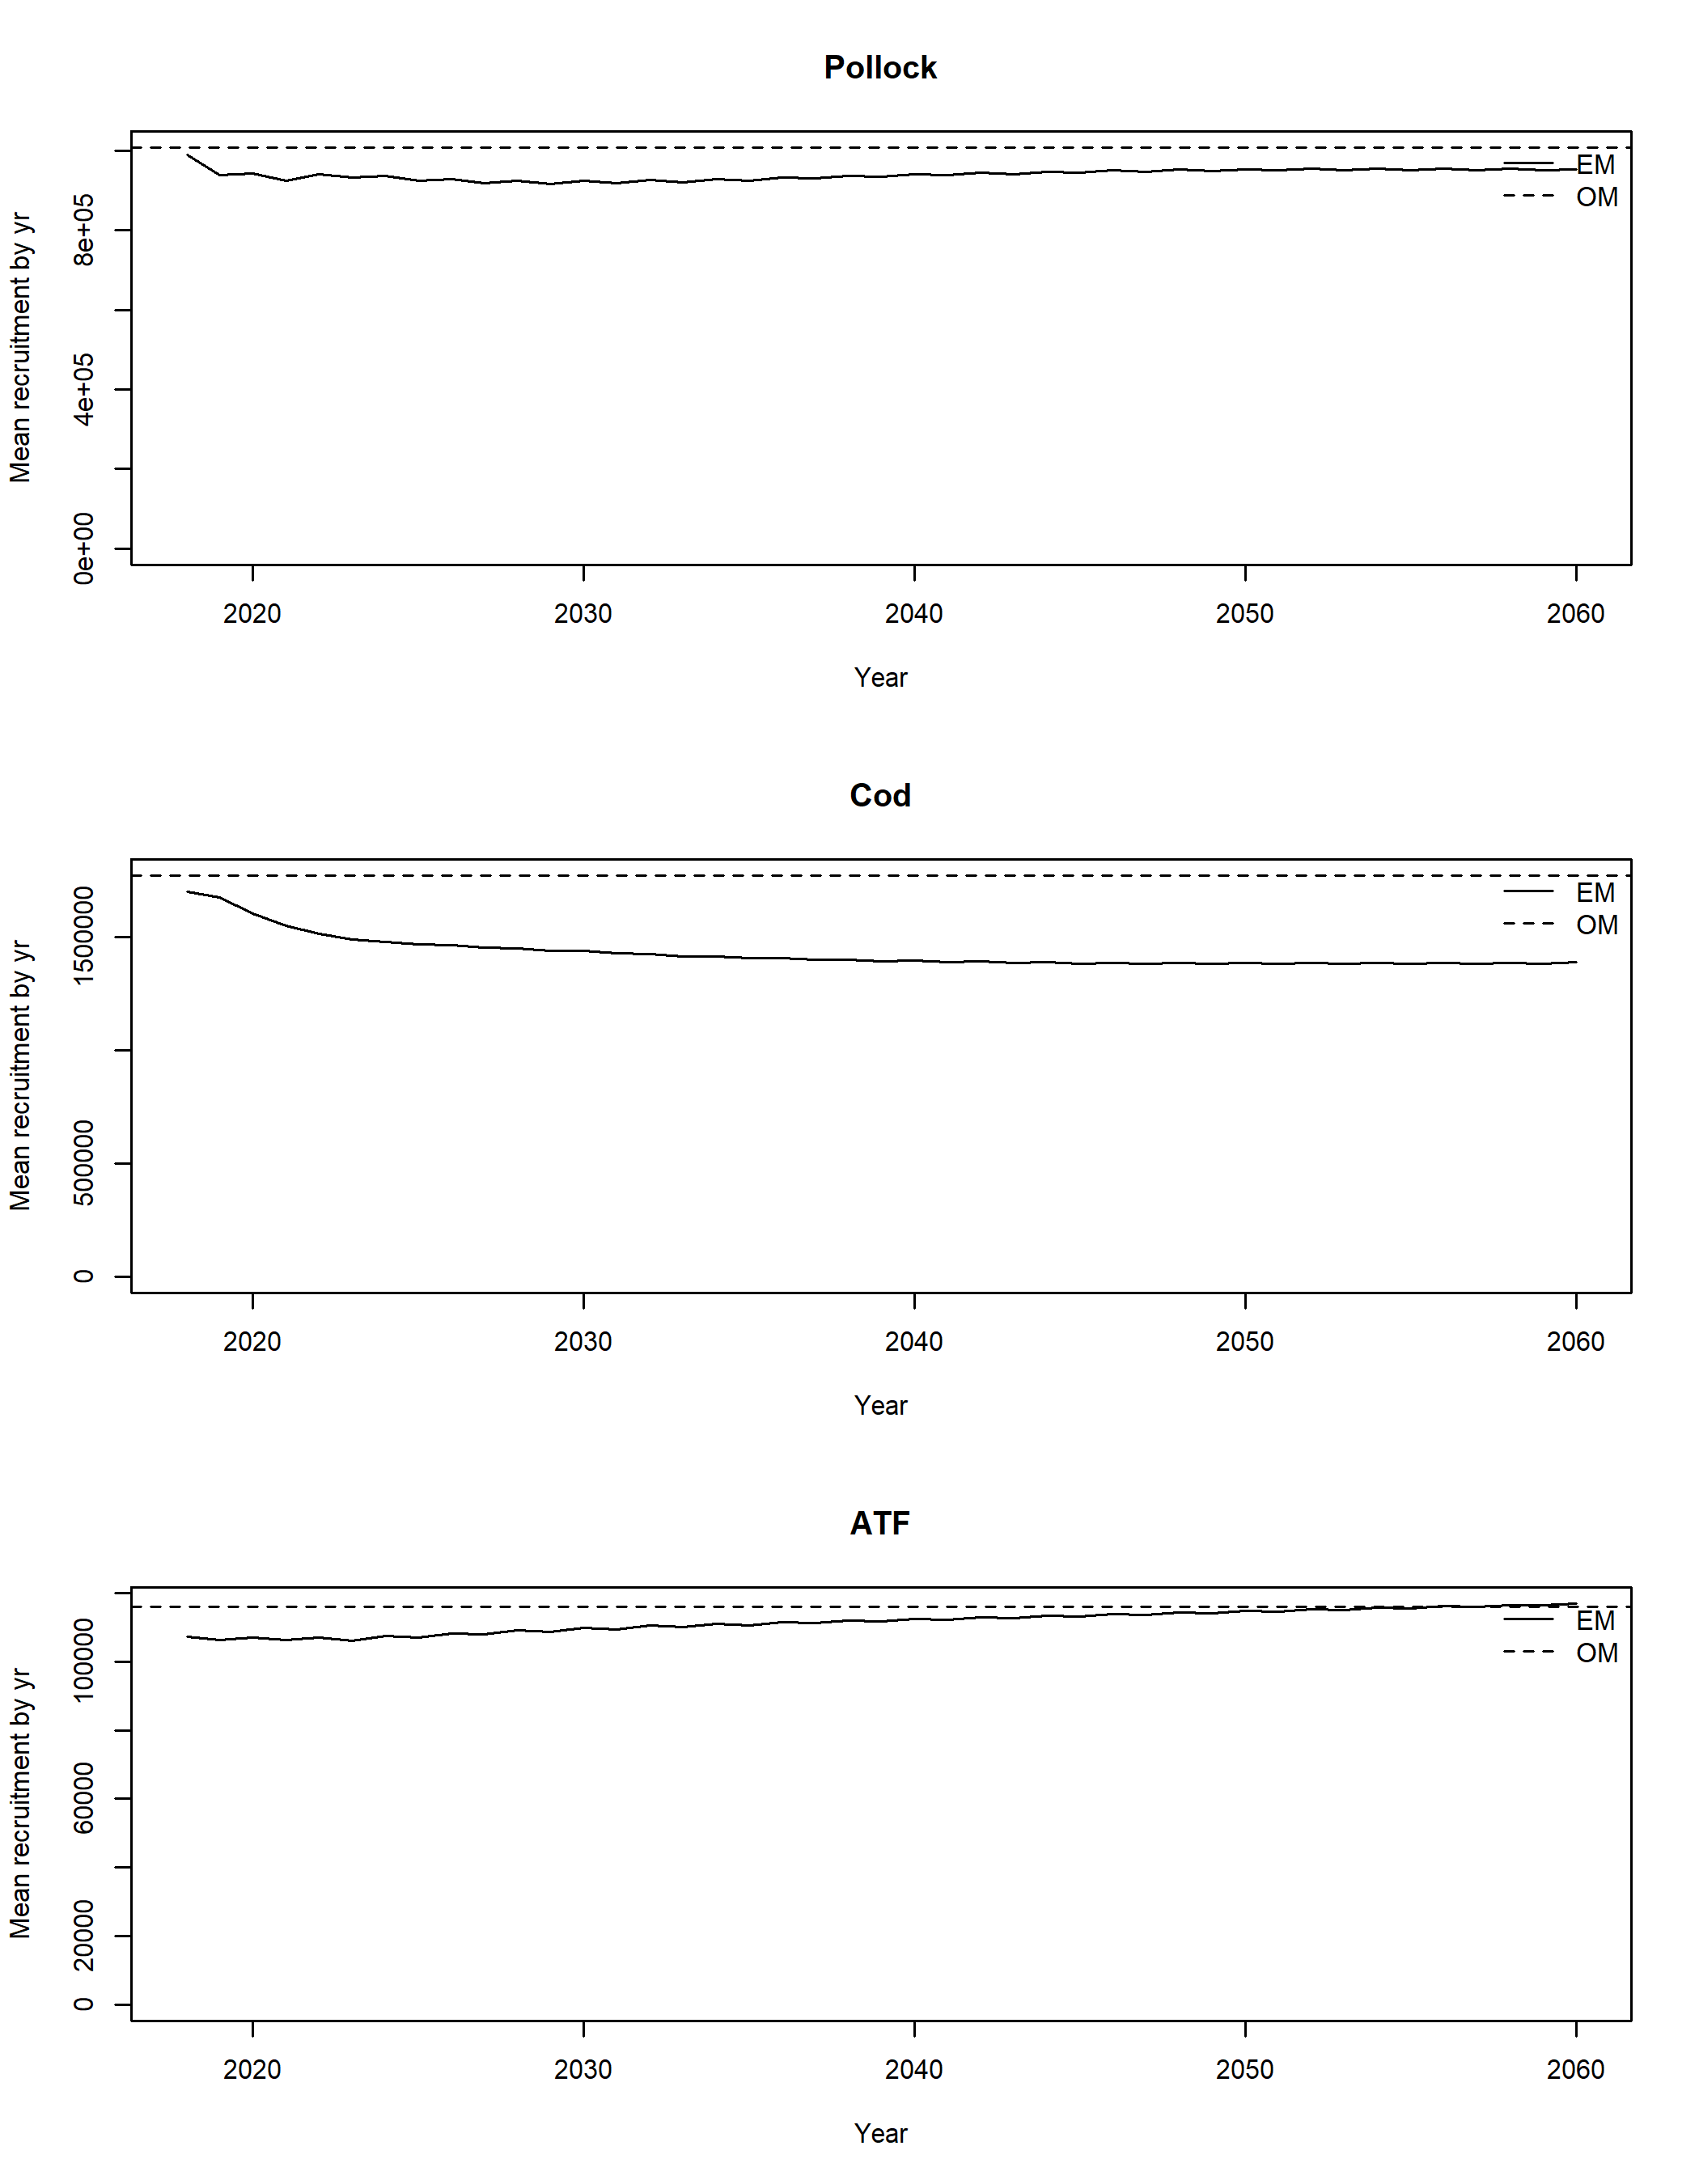 Pollock
Mean recruitment by yr
8e+05
4e+05
0e+00
EM
OM
2020 2030 2040 2050 2060
Year
Cod
Mean recruitment by yr
1500000
500000
0
EM
OM
2020 2030 2040 2050 2060
Year
ATF
Mean recruitment by yr
100000
60000
20000
0
EM
OM
2020 2030 2040 2050 2060
Year